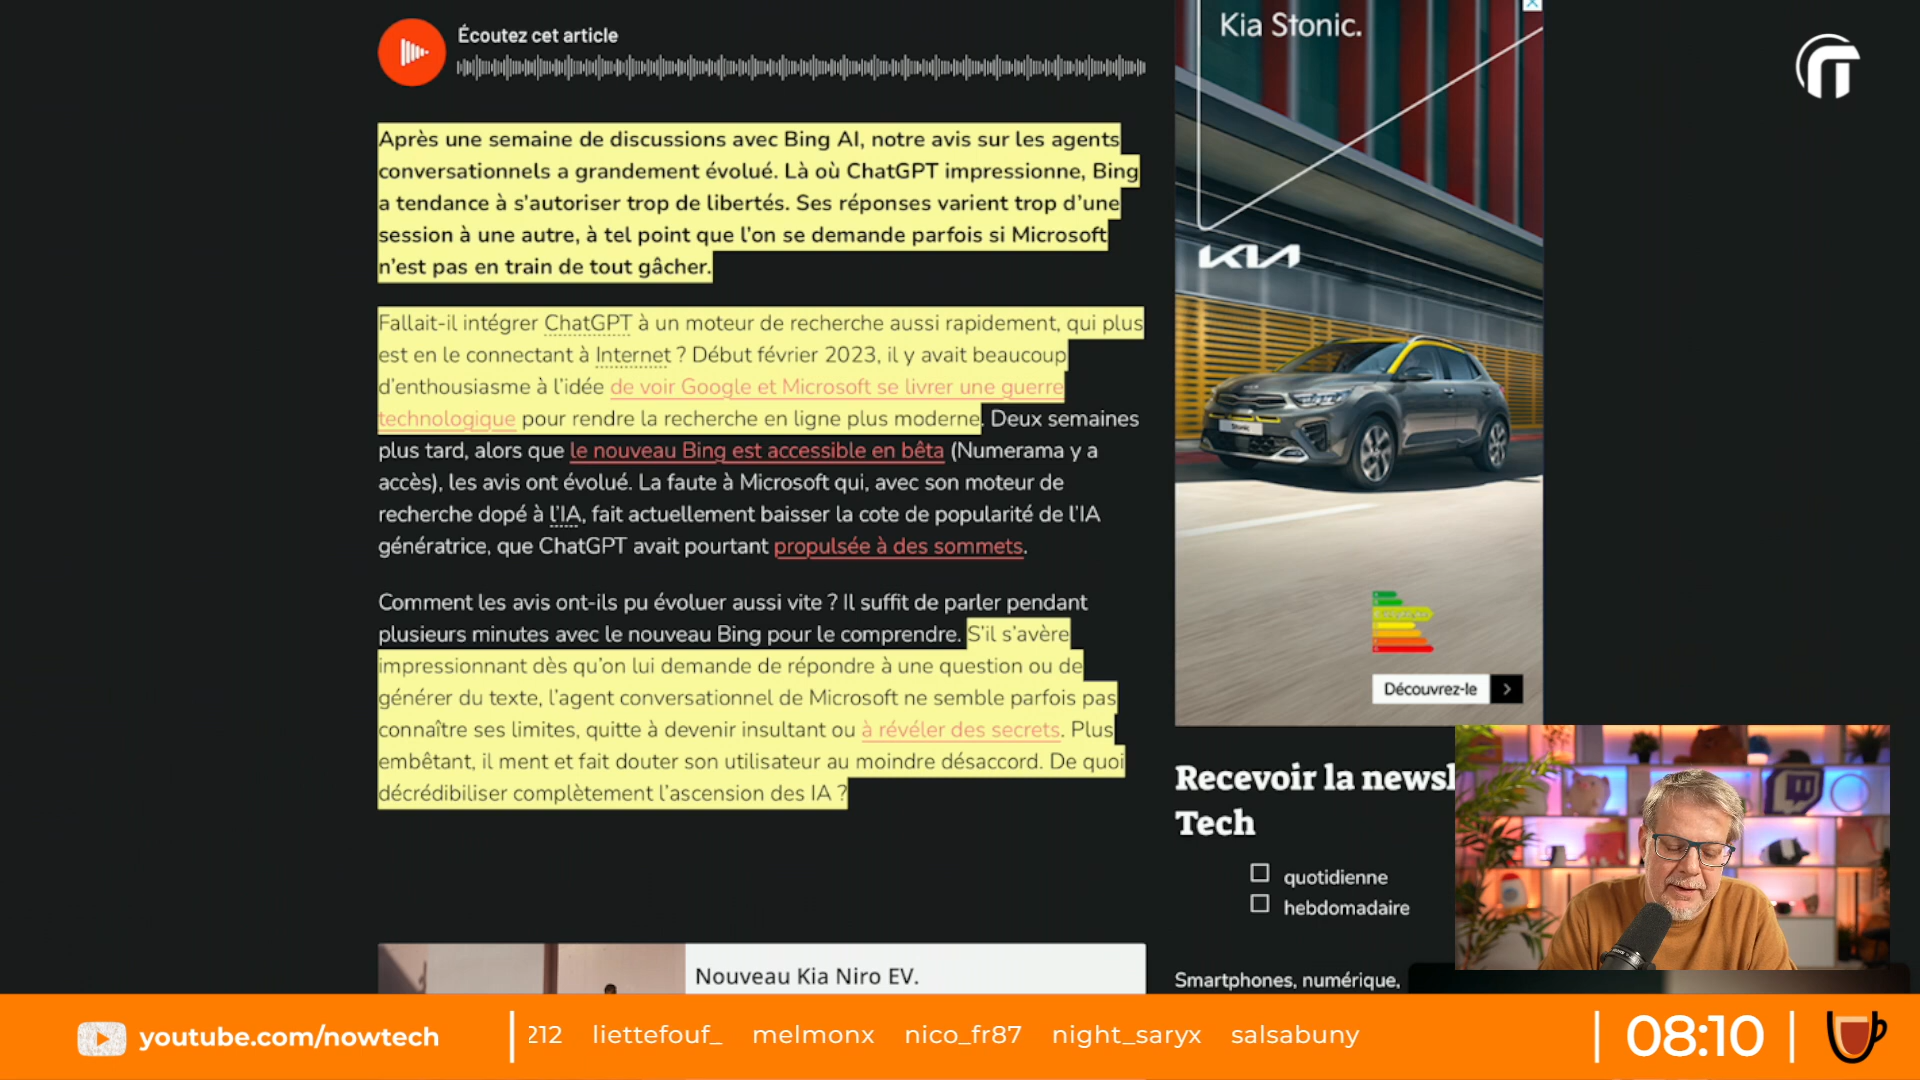 Écoutez cet article
Après une semaine de discussions avec Bing AI, notre avis sur les agents
conversationnels a grandement évolué. Là où ChatGPT impressionne, Bing
a tendance à s’autoriser trop de libertés. Ses réponses varient trop d’une
session à une autre, à tel point que l’on se demande parfois si Microsoft
n’est pas en train de tout gâcher.
Fallait-il intégrer ChatGPT à un moteur de recherche aussi rapidement, qui plus
est en le connectant à Internet ? Début février 2023, il y avait beaucoup
d’enthousiasme à l’idée de voir Google et Microsoft se livrer une guerre
technologique pour rendre la recherche en ligne plus moderne. Deux semaines
plus tard, alors que le nouveau Bing est accessible en bêta (Numerama y a
accès), les avis ont évolué. La faute à Microsoft qui, avec son moteur de
recherche dopé à l’IA, fait actuellement baisser la cote de popularité de l’IA
génératrice, que ChatGPT avait pourtant propulsée à des sommets.
Comment les avis ont-ils pu évoluer aussi vite ? Il suffit de parler pendant
plusieurs minutes avec le nouveau Bing pour le comprendre. S’il s’avère
impressionnant dès qu’on lui demande de répondre à une question ou de
générer du texte, l’agent conversationnel de Microsoft ne semble parfois pas
connaître ses limites, quitte à devenir insultant ou à révéler des secrets. Plus
embêtant, il ment et fait douter son utilisateur au moindre désaccord. De quoi
décrédibiliser complètement l’ascension des IA ?
Nouveau Kia Niro EV.
Kia Stonic.
KIA
Stonic
Découvrez-le
Recevoir la newsl
Tech
quotidienne
hebdomadaire
Smartphones, numérique,
youtube.com/nowtech
212 liettefouf_ melmonx nico_fr87 night_saryx salsabuny
08:10